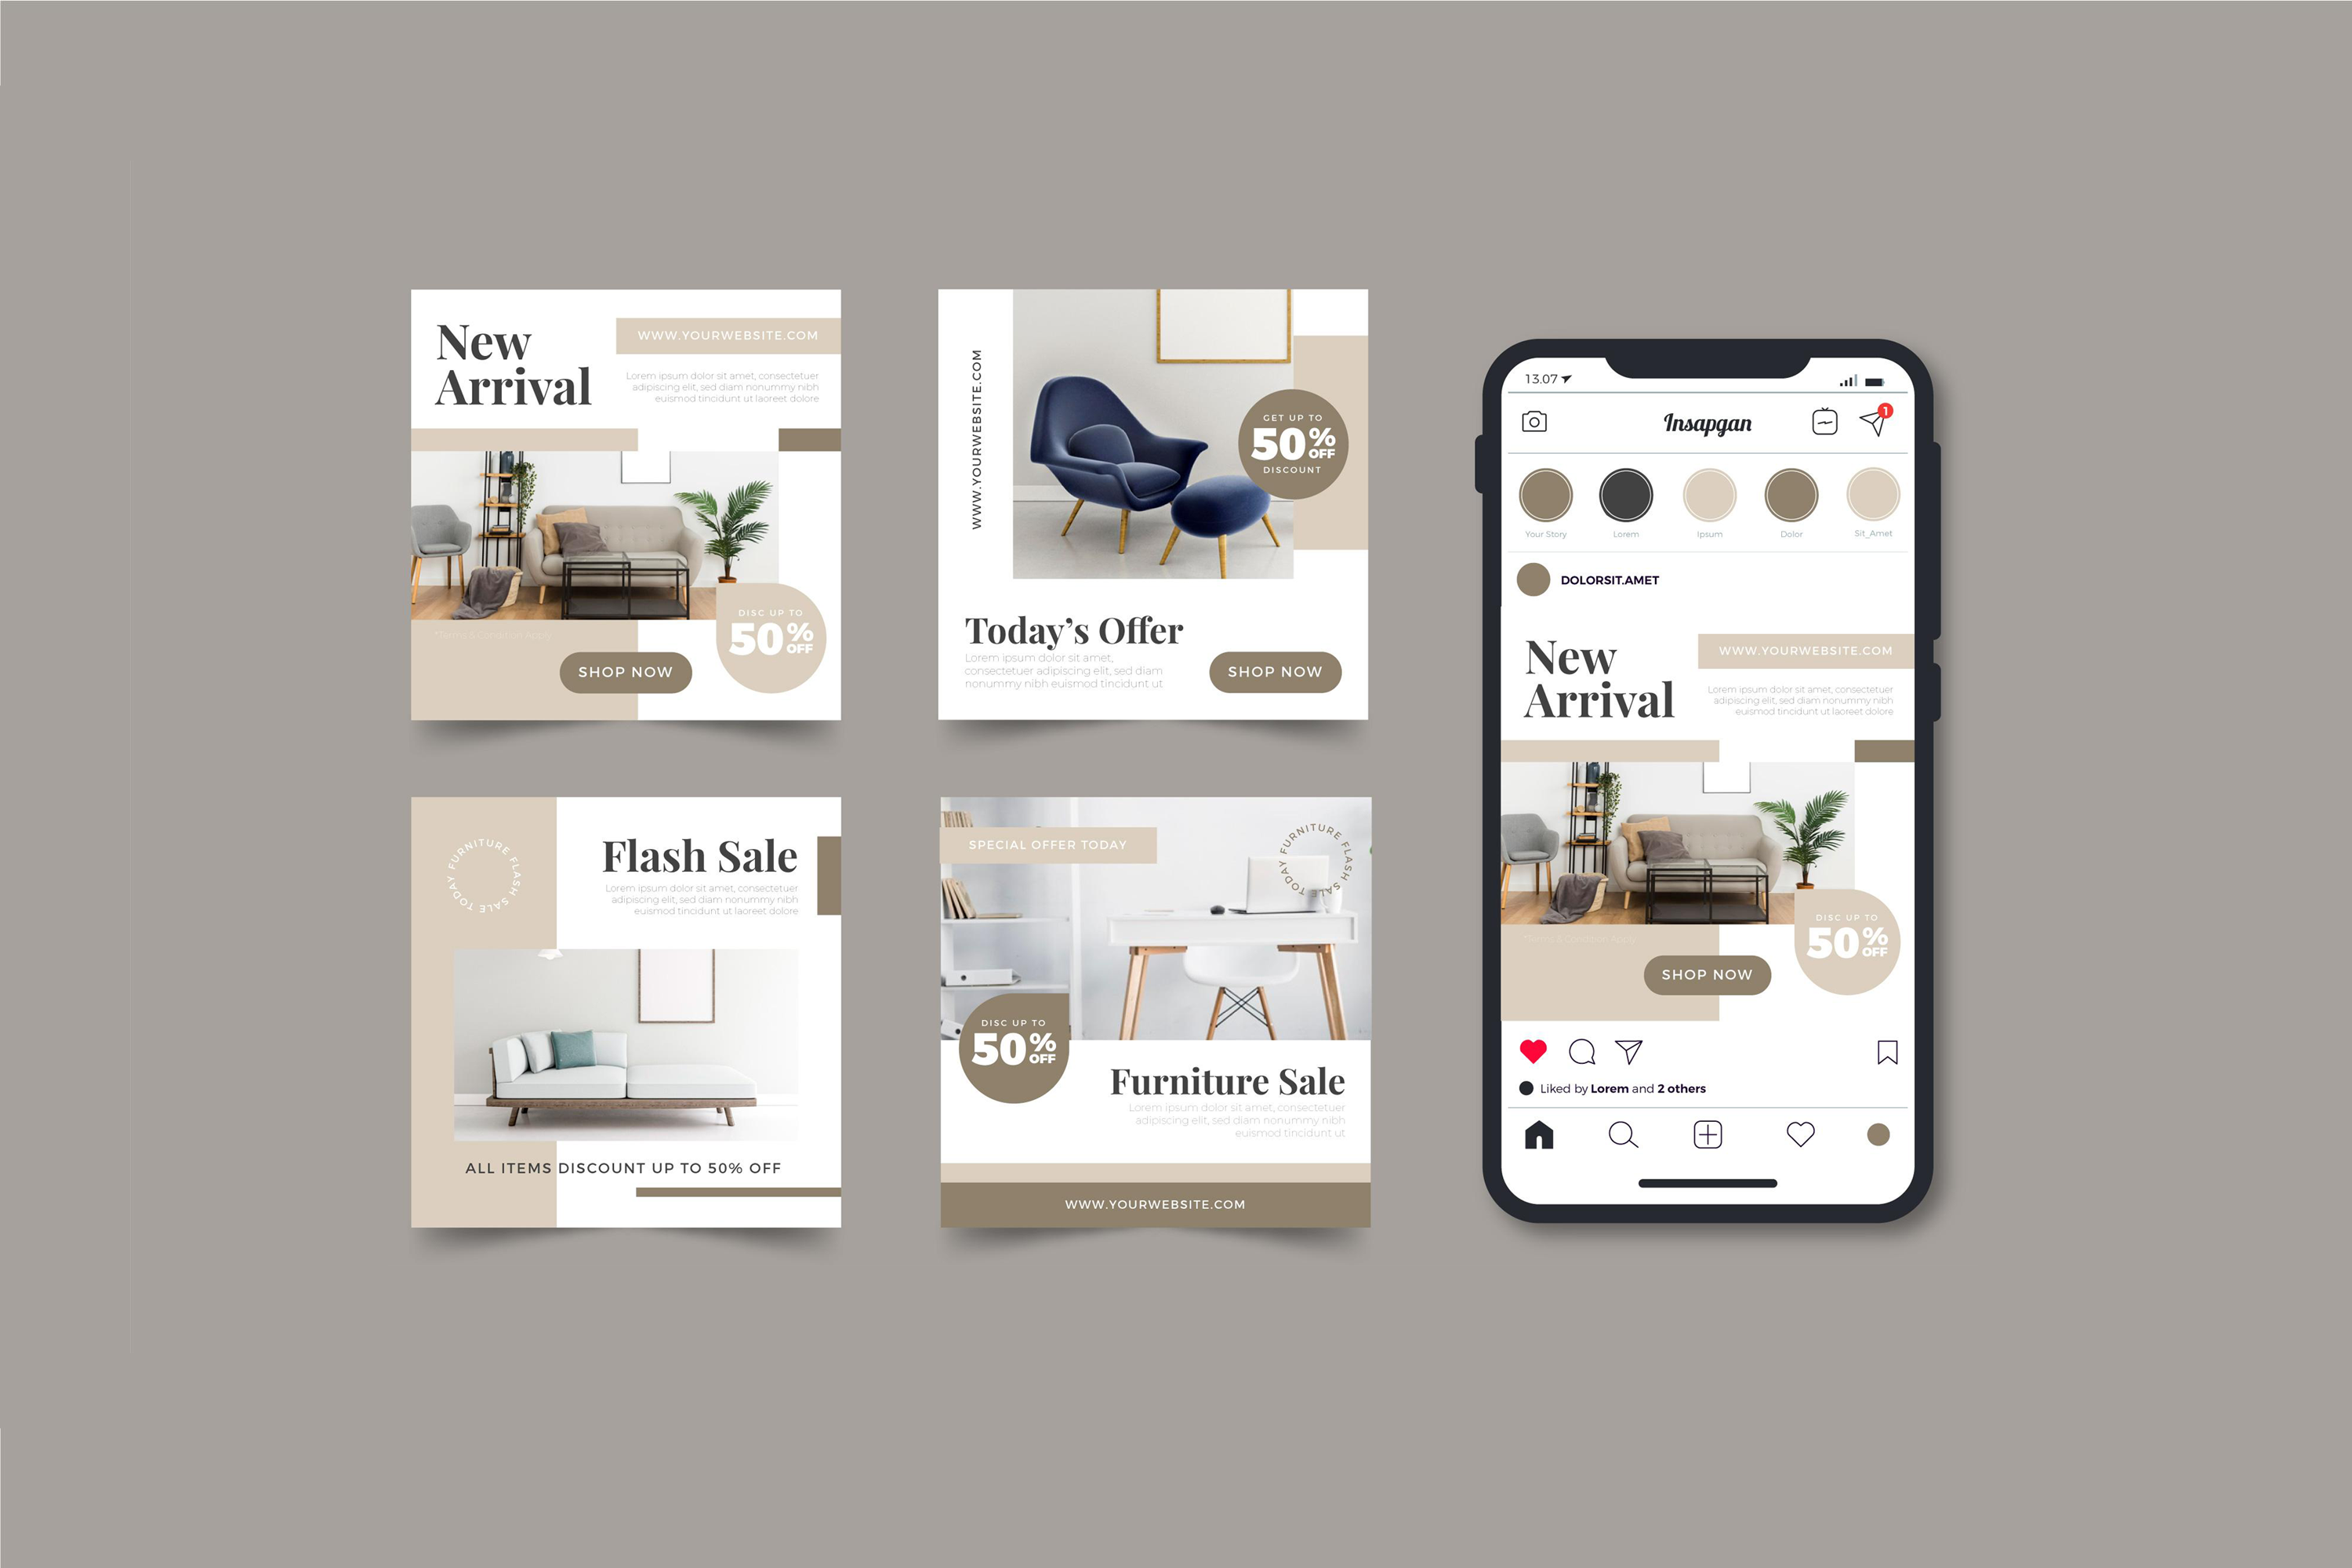 New
Arrival
WWW.YOURWEBSITE.COM
Lorem ipsum dolor sit amet, consectetuer
adipiscing elit, sed diam nonummy nibh
euismod tincidunt ut laoreet dolore
DISC UP TO
50% OFF
*Terms & Condition Apply
SHOP NOW
WWW.YOURWEBSITE.COM
GET UP TO
50% OFF
DISCOUNT
Today's Offer
Lorem ipsum dolor sit amet,
consectetuer adipiscing elit, sed diam
nonummy nibh euismod tincidunt ut
SHOP NOW
FURNITURE FLASH SALE TODAY
Flash Sale
Lorem ipsum dolor sit amet, consectetuer
adipiscing elit, sed diam nonummy nibh
euismod tincidunt ut laoreet dolore
ALL ITEMS DISCOUNT UP TO 50% OFF
SPECIAL OFFER TODAY
FURNITURE FLASH SALE TODAY
DISC UP TO
50% OFF
Furniture Sale
Lorem ipsum dolor sit amet, consectetuer
adipiscing elit, sed diam nonummy nibh
euismod tincidunt ut
WWW.YOURWEBSITE.COM
13.07
Insapgan
1
Your Story
Lorem
Ipsum
Dolor
Sit_Amet
DOLORSIT.AMET
New
Arrival
WWW.YOURWEBSITE.COM
Lorem ipsum dolor sit amet, consectetuer
adipiscing elit, sed diam nonummy nibh
euismod tincidunt ut laoreet dolore
DISC UP TO
50% OFF
*Terms & Condition Apply
SHOP NOW
Liked by Lorem and 2 others